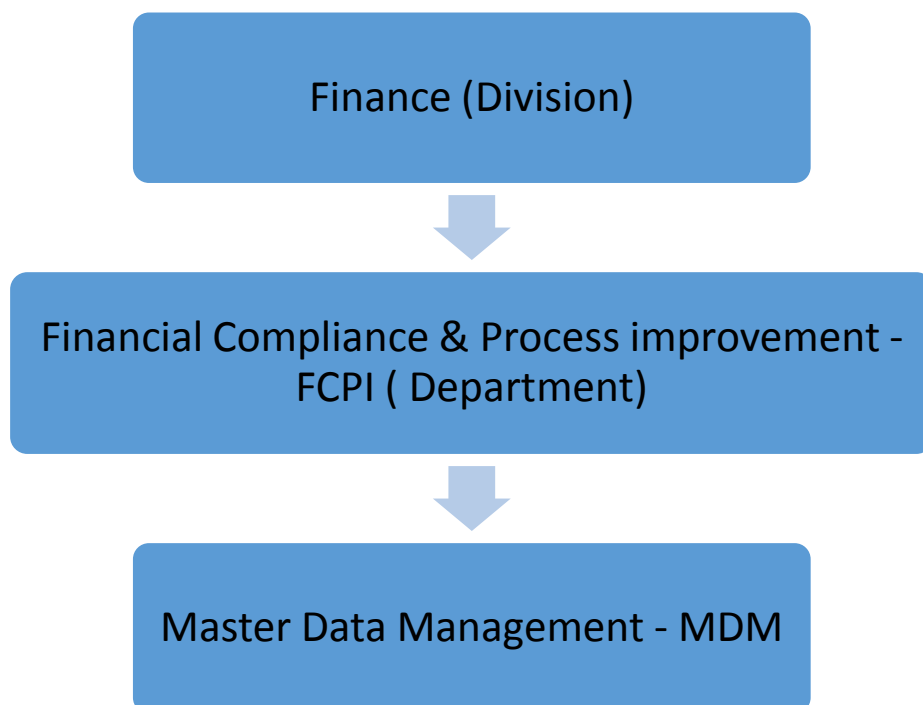 Finance (Division)
Financial Compliance & Process improvement -
FCPI ( Department)
Master Data Management - MDM